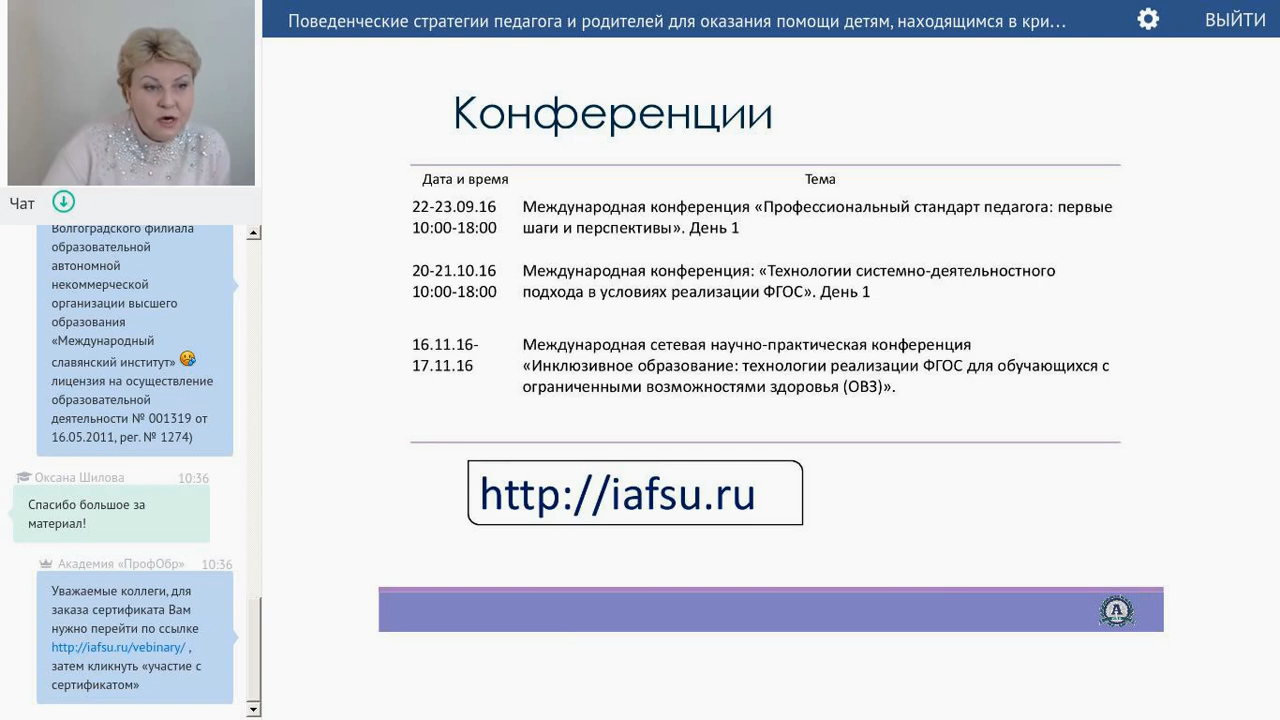 Поведенческие стратегии педагога и родителей для оказания помощи детям, находящимся в кри...
ВЫЙТИ
Чат
Волгоградского филиала
образовательной
автономной
некоммерческой
организации высшего
образования
«Международный
славянский институт» 😢
лицензия на осуществление
образовательной
деятельности № 001319 от
16.05.2011, рег. № 1274)
Оксана Шилова 10:36
Спасибо большое за
материал!
Академия «ПрофОбр» 10:36
Уважаемые коллеги, для
заказа сертификата Вам
нужно перейти по ссылке
http://iafsu.ru/vebinary/ ,
затем кликнуть «участие с
сертификатом»
Конференции
Дата и время Тема
22-23.09.16 Международная конференция «Профессиональный стандарт педагога: первые
10:00-18:00 шаги и перспективы». День 1
20-21.10.16 Международная конференция: «Технологии системно-деятельностного
10:00-18:00 подхода в условиях реализации ФГОС». День 1
16.11.16- Международная сетевая научно-практическая конференция
17.11.16 «Инклюзивное образование: технологии реализации ФГОС для обучающихся с
ограниченными возможностями здоровья (ОВЗ)».
http://iafsu.ru